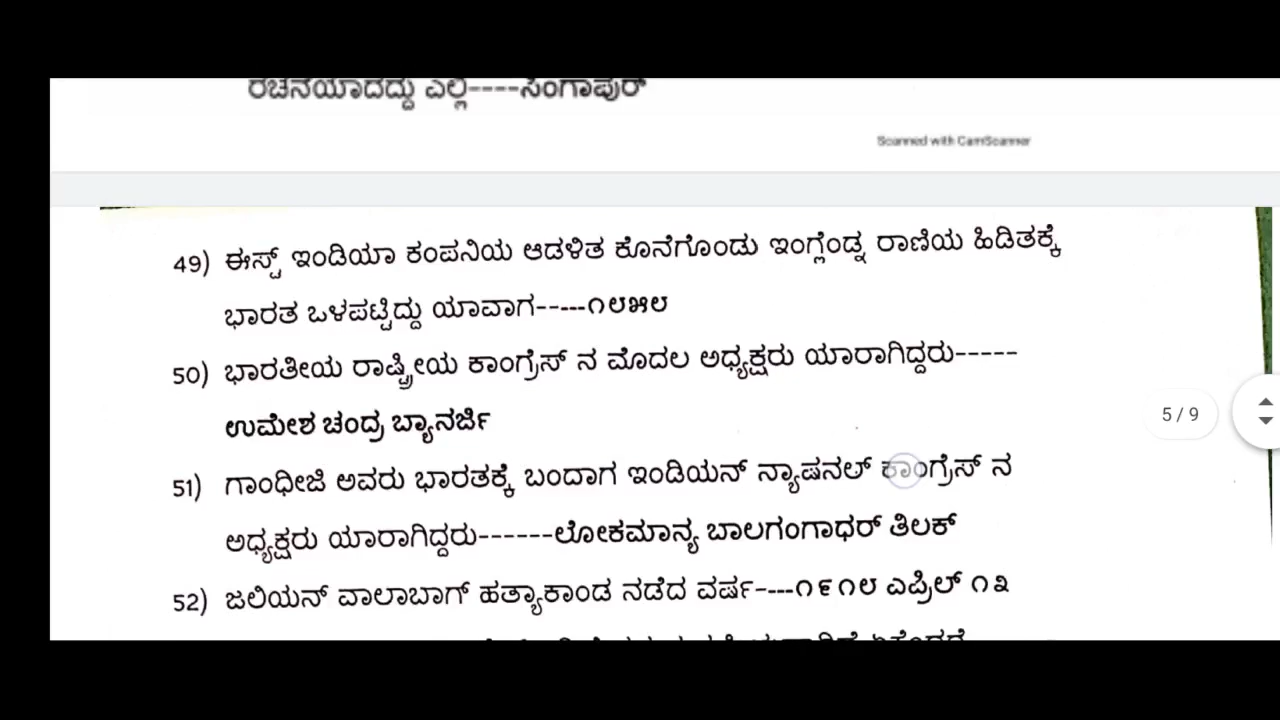 ರಚನೆಯಾದದ್ದು ಎಲ್ಲಿ----ಸಿಂಗಾಪುರ್
Scanned with CamScanner
49) ಈಸ್ಟ್ ಇಂಡಿಯಾ ಕಂಪನಿಯ ಆಡಳಿತ ಕೊನೆಗೊಂಡು ಇಂಗ್ಲೆಂಡ್ನ ರಾಣಿಯ ಹಿಡಿತಕ್ಕೆ
ಭಾರತ ಒಳಪಟ್ಟಿದ್ದು ಯಾವಾಗ-----೧೮೫೮
50) ಭಾರತೀಯ ರಾಷ್ಟ್ರೀಯ ಕಾಂಗ್ರೆಸ್ ನ ಮೊದಲ ಅಧ್ಯಕ್ಷರು ಯಾರಾಗಿದ್ದರು-----
ಉಮೇಶ ಚಂದ್ರ ಬ್ಯಾನರ್ಜಿ
5 / 9
51) ಗಾಂಧೀಜಿ ಅವರು ಭಾರತಕ್ಕೆ ಬಂದಾಗ ಇಂಡಿಯನ್ ನ್ಯಾಷನಲ್ ಕಾಂಗ್ರೆಸ್ ನ
ಅಧ್ಯಕ್ಷರು ಯಾರಾಗಿದ್ದರು------ಲೋಕಮಾನ್ಯ ಬಾಲಗಂಗಾಧರ್ ತಿಲಕ್
52) ಜಲಿಯನ್ ವಾಲಾಬಾಗ್ ಹತ್ಯಾಕಾಂಡ ನಡೆದ ವರ್ಷ----೧೯೧೮ ಎಪ್ರಿಲ್ ೧೩